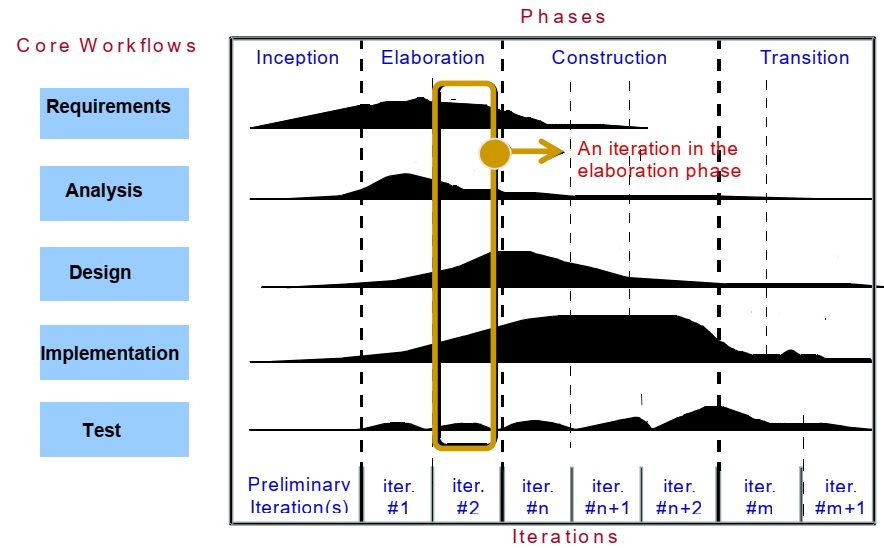 Phases
Core Workflows
Inception Elaboration Construction Transition
Requirements
An iteration in the
elaboration phase
Analysis
Design
Implementation
Test
Preliminary
Iteration(s)
iter.
#1
iter.
#2
iter.
#n
iter.
#n+1
iter.
#n+2
iter.
#m
iter.
#m+1
Iterations